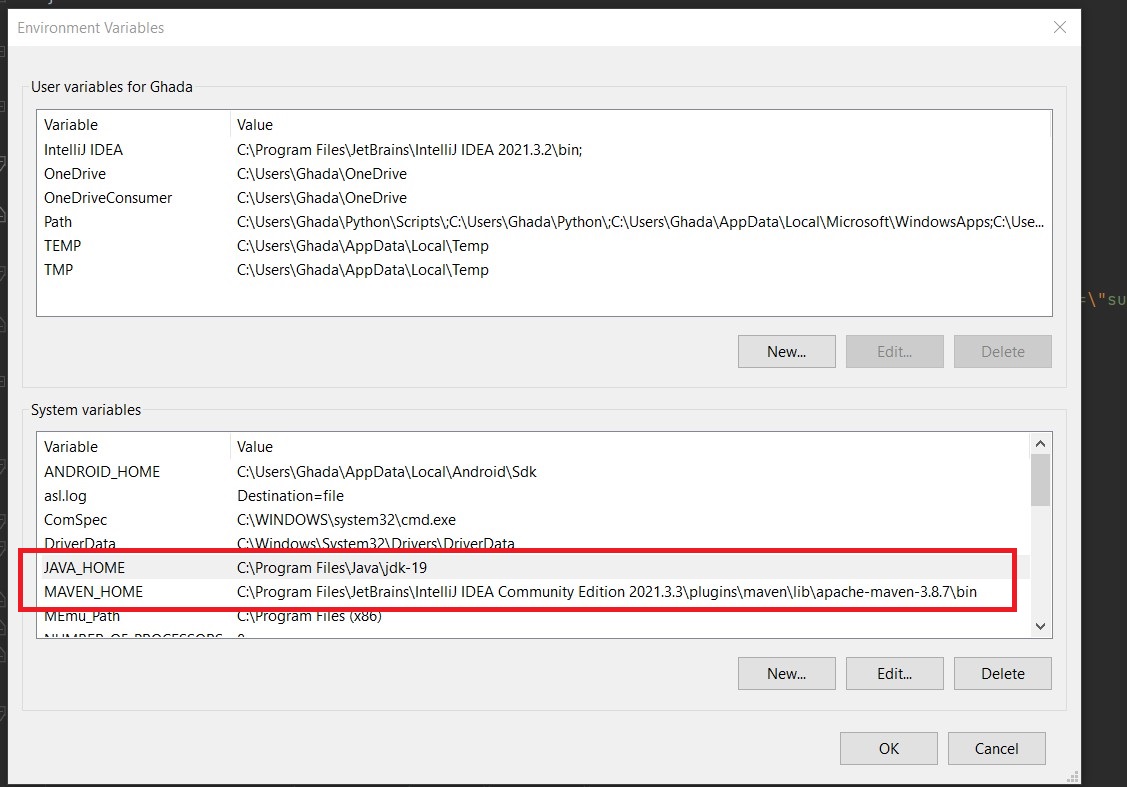 Environment Variables
User variables for Ghada
Variable Value
IntelliJ IDEA C:\Program Files\JetBrains\IntelliJ IDEA 2021.3.2\bin;
OneDrive C:\Users\Ghada\OneDrive
OneDriveConsumer C:\Users\Ghada\OneDrive
Path C:\Users\Ghada\Python\Scripts\;C:\Users\Ghada\Python\;C:\Users\Ghada\AppData\Local\Microsoft\WindowsApps;C:\Use...
TEMP C:\Users\Ghada\AppData\Local\Temp
TMP C:\Users\Ghada\AppData\Local\Temp
=\"su
New... Edit... Delete
System variables
Variable Value
ANDROID_HOME C:\Users\Ghada\AppData\Local\Android\Sdk
asl.log Destination=file
ComSpec C:\WINDOWS\system32\cmd.exe
DriverData C:\Windows\System32\Drivers\DriverData
JAVA_HOME C:\Program Files\Java\jdk-19
MAVEN_HOME C:\Program Files\JetBrains\IntelliJ IDEA Community Edition 2021.3.3\plugins\maven\lib\apache-maven-3.8.7\bin
MEmu_Path C:\Program Files (x86)
NUMBER_OF_PROCESSORS
New... Edit... Delete
OK Cancel